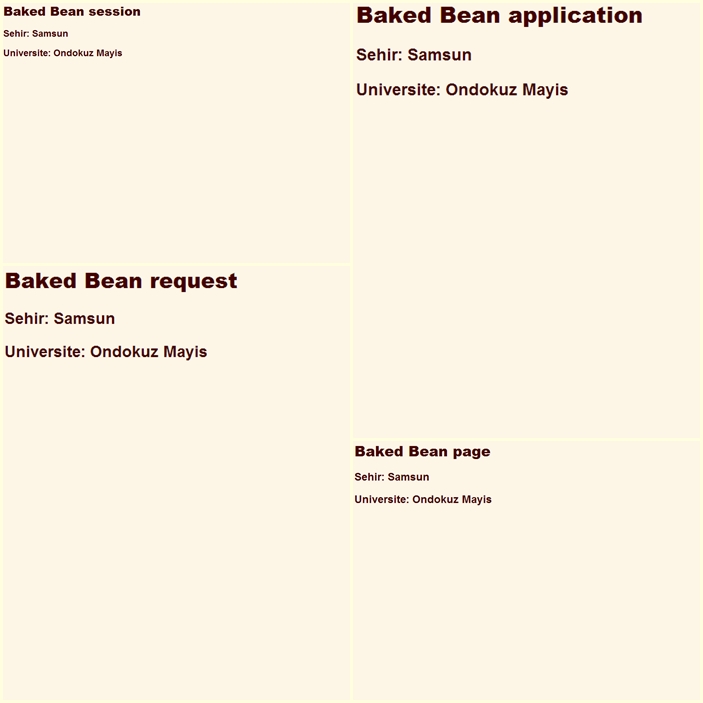 Baked Bean session
Sehir: Samsun
Universite: Ondokuz Mayis
Baked Bean application
Sehir: Samsun
Universite: Ondokuz Mayis
Baked Bean request
Sehir: Samsun
Universite: Ondokuz Mayis
Baked Bean page
Sehir: Samsun
Universite: Ondokuz Mayis